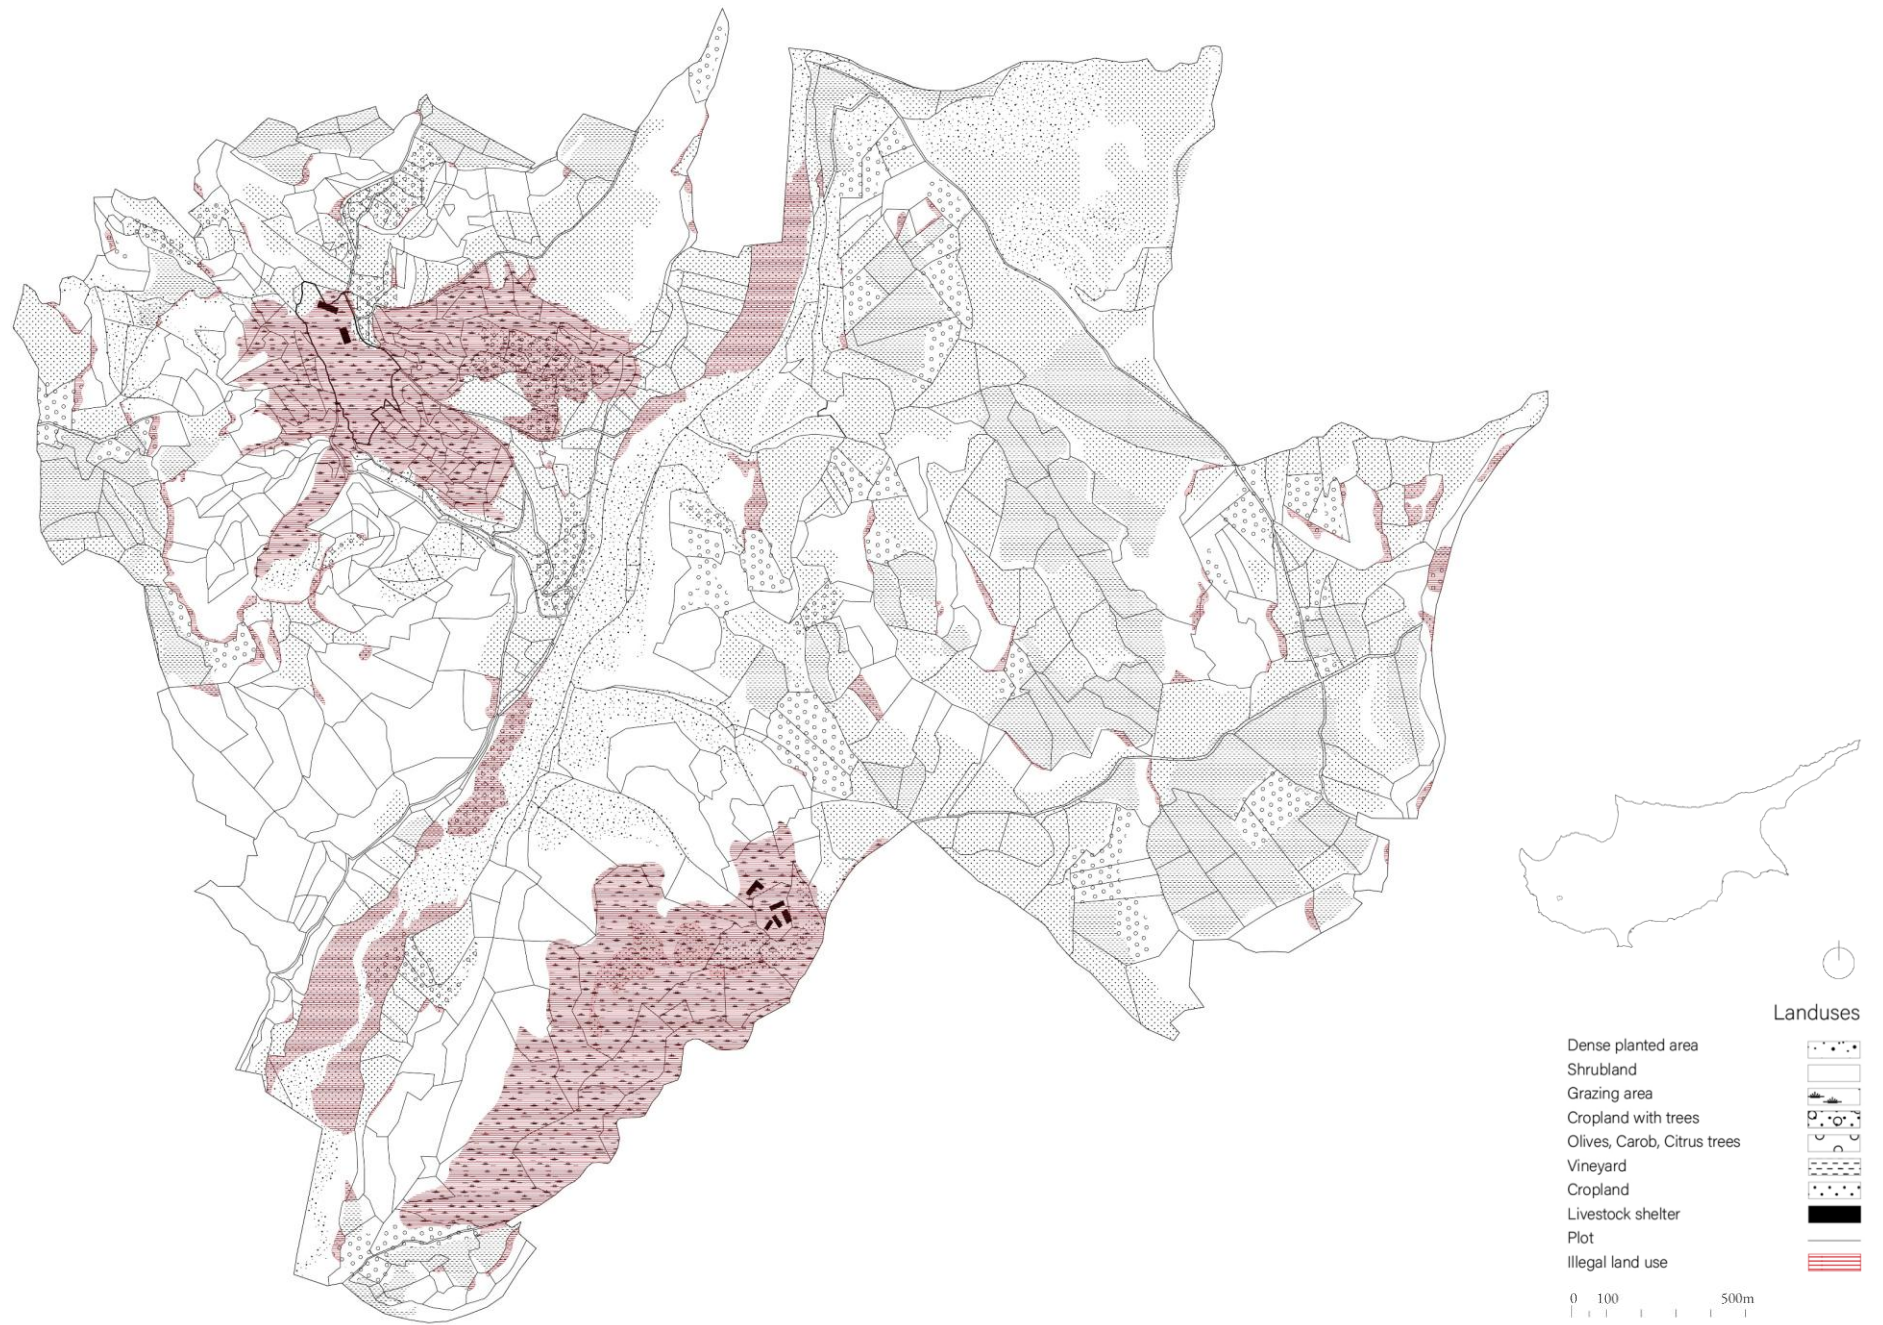 Landuses
Dense planted area
Shrubland
Grazing area
Cropland with trees
Olives, Carob, Citrus trees
Vineyard
Cropland
Livestock shelter
Plot
Illegal land use
0 100 500m